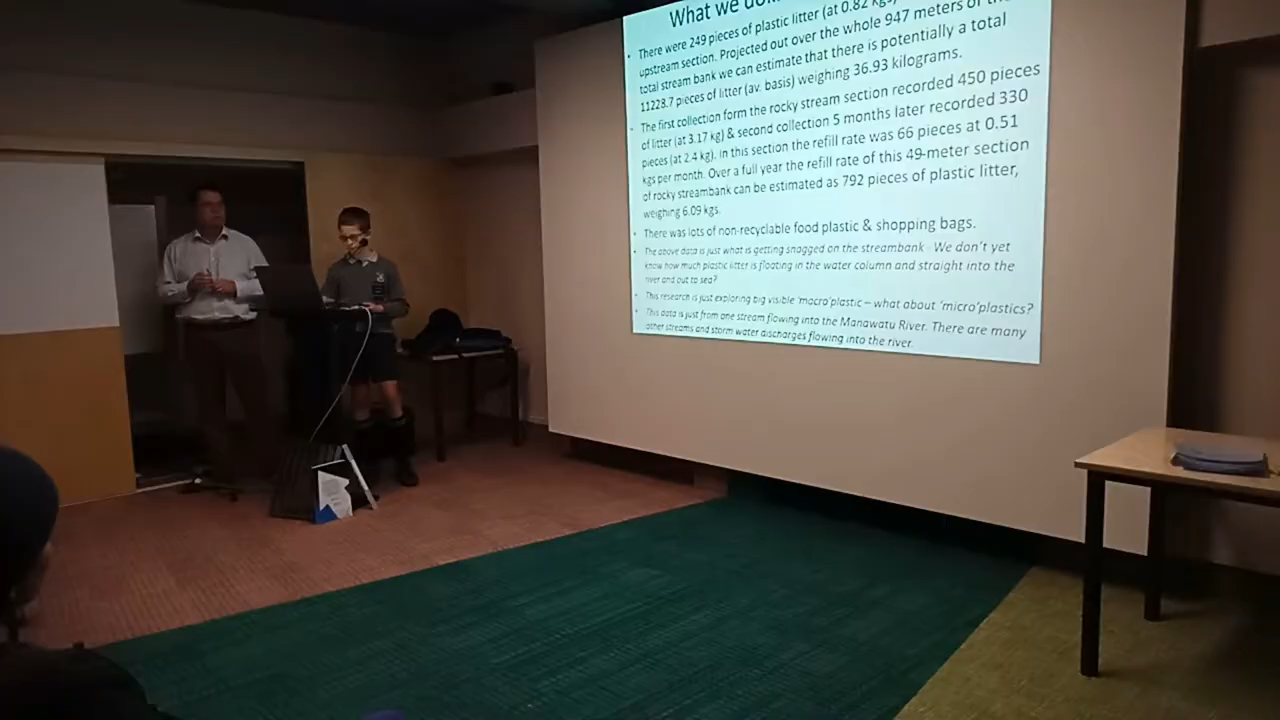 What we do
There were 249 pieces of plastic litter (at 0.82 kgs)
upstream section. Projected out over the whole 947 meters of the
total stream bank we can estimate that there is potentially a total
11228.7 pieces of litter (av. basis) weighing 36.93 kilograms.
The first collection form the rocky stream section recorded 450 pieces
of litter (at 3.17 kg) & second collection 5 months later recorded 330
pieces (at 2.4 kg). In this section the refill rate was 66 pieces at 0.51
kgs per month. Over a full year the refill rate of this 49-meter section
of rocky streambank can be estimated as 792 pieces of plastic litter,
weighing 6.09 kgs.
There was lots of non-recyclable food plastic & shopping bags.
The above data is just what is getting snagged on the streambank We don't yet
know how much plastic litter is floating in the water column and straight into the
river and out to sea?
This research is just exploring big visible 'macro'plastic – what about 'micro'plastics?
This data is just from one stream flowing into the Manawatu River. There are many
other streams and storm water discharges flowing into the river.